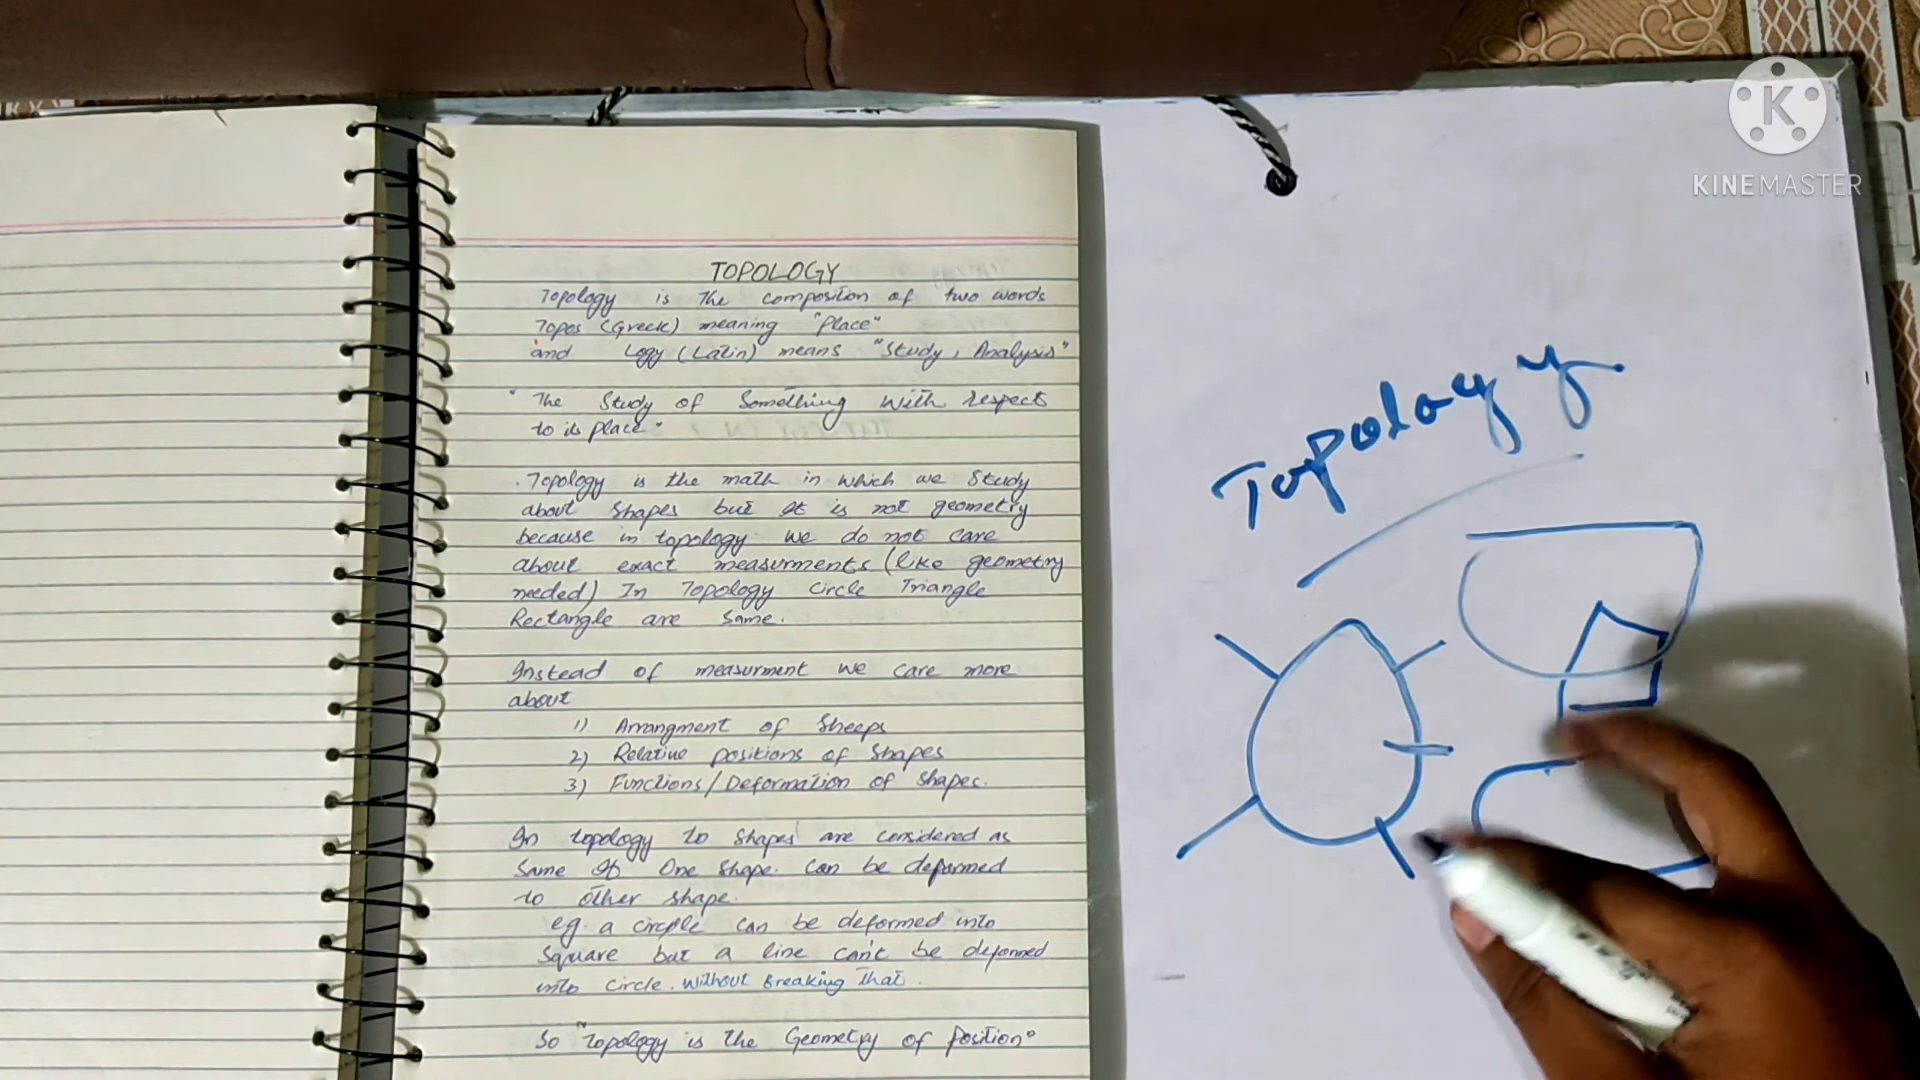 TOPOLOGY
Topology is The composition of two words
Topos (Greek) meaning "Place"
and Logy (Latin) means "Study, Analysis"
"The Study of Something with respect
to its place"
. Topology is the math in which we study
about shapes but It is not geometry
because in topology we do not care
about exact measurments (like geometry
needed) In Topology Circle Triangle
Rectangle are same.
Instead of measurment we care more
about
1) Arrangment of Sheeps
2) Relative positions of shapes
3) Functions/Deformation of shapes.
In topology to shapes are considered as
same If One shape. can be deformed
to other shape.
eg. a circple can be deformed into
square but a line can't be deformed
into circle. without breaking that.
So "Topology is the Geometry of Position"
Topology
K
KINEMASTER